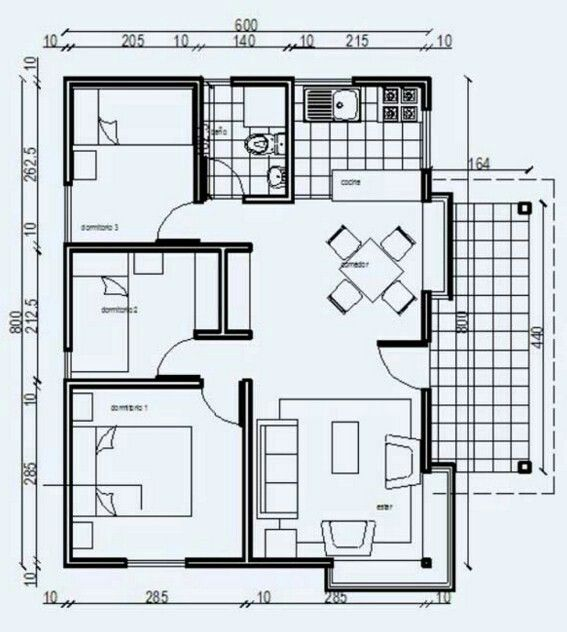 600
10 205 10 140 10 215 10
10
262.5
10
212.5
10
285
10
800
baño
cocina
164
dormitorio 3
comedor
dormitorio 2
800
440
dormitorio 1
estar
10 285 10 285 10